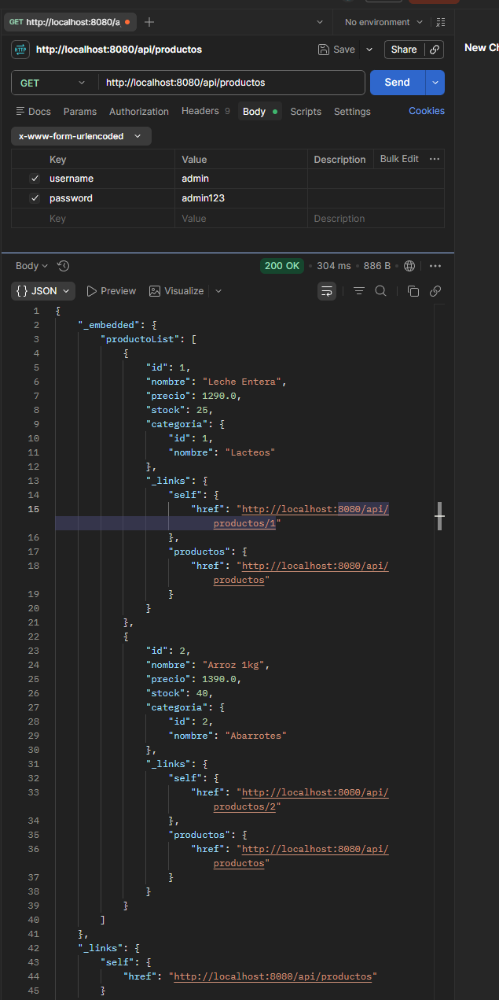 GET http://localhost:8080/a
No environment
http://localhost:8080/api/productos
Save
Share
New Ch
GET
http://localhost:8080/api/productos
Send
Docs
Params
Authorization
Headers 9
Body
Scripts
Settings
Cookies
x-www-form-urlencoded
Key Value Description Bulk Edit
username admin
password admin123
Key Value Description
Body
200 OK • 304 ms • 886 B
{} JSON
Preview
Visualize
1 {
2 "_embedded": {
3 "productoList": [
4 {
5 "id": 1,
6 "nombre": "Leche Entera",
7 "precio": 1290.0,
8 "stock": 25,
9 "categoria": {
10 "id": 1,
11 "nombre": "Lacteos"
12 },
13 "_links": {
14 "self": {
15 "href": "http://localhost:8080/api/
productos/1"
16 },
17 "productos": {
18 "href": "http://localhost:8080/api/
productos"
19 }
20 }
21 },
22 {
23 "id": 2,
24 "nombre": "Arroz 1kg",
25 "precio": 1390.0,
26 "stock": 40,
27 "categoria": {
28 "id": 2,
29 "nombre": "Abarrotes"
30 },
31 "_links": {
32 "self": {
33 "href": "http://localhost:8080/api/
productos/2"
34 },
35 "productos": {
36 "href": "http://localhost:8080/api/
productos"
37 }
38 }
39 }
40 ]
41 },
42 "_links": {
43 "self": {
44 "href": "http://localhost:8080/api/productos"
45 }